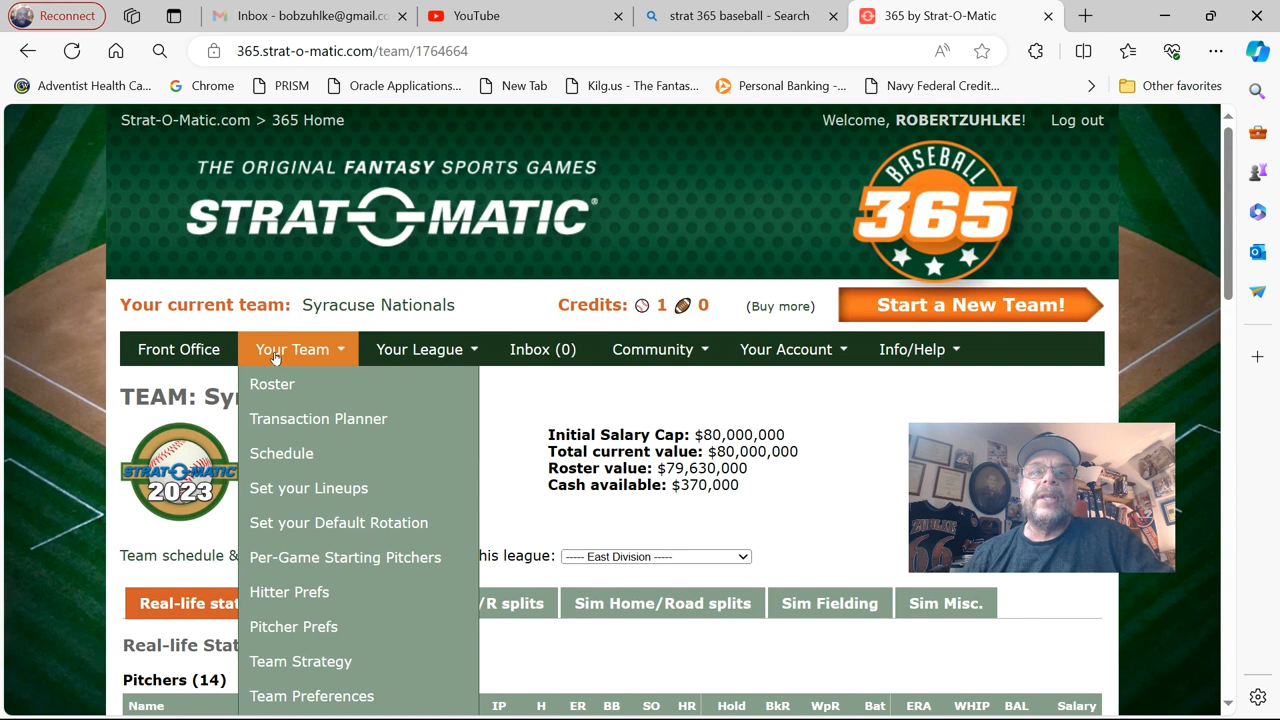 Reconnect
Inbox - bobzuhlke@gmail.cc
YouTube
strat 365 baseball - Search
365 by Strat-O-Matic
365.strat-o-matic.com/team/1764664
Adventist Health Ca...
Chrome
PRISM
Oracle Applications...
New Tab
Kilg.us - The Fantas...
Personal Banking -...
Navy Federal Credit...
Other favorites
Strat-O-Matic.com > 365 Home
Welcome, ROBERTZUHLKE! Log out
THE ORIGINAL FANTASY SPORTS GAMES
STRAT-O-MATIC®
BASEBALL
365
Your current team: Syracuse Nationals
Credits: 1 0 (Buy more)
Start a New Team!
Front Office
Your Team
Your League
Inbox (0)
Community
Your Account
Info/Help
Roster
Transaction Planner
Schedule
Set your Lineups
Set your Default Rotation
Per-Game Starting Pitchers
Hitter Prefs
Pitcher Prefs
Team Strategy
Team Preferences
TEAM: Sy
STRAT-O-MATIC
2023
Initial Salary Cap: $80,000,000
Total current value: $80,000,000
Roster value: $79,630,000
Cash available: $370,000
ZUHLKE
66
Team schedule &
his league: ----- East Division -----
Real-life stat
/R splits
Sim Home/Road splits
Sim Fielding
Sim Misc.
Real-life Stat
Pitchers (14)
Name IP H ER BB SO HR Hold BkR WpR Bat ERA WHIP BAL Salary